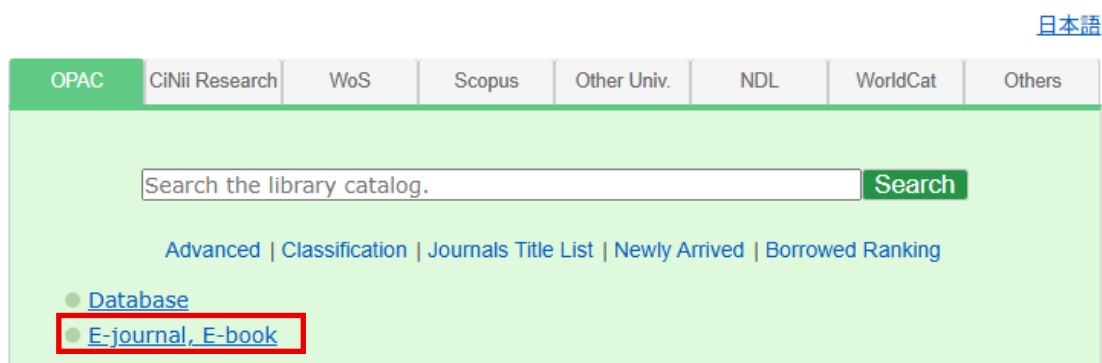 日本語
OPAC CiNii Research WoS Scopus Other Univ. NDL WorldCat Others
Search the library catalog. Search
Advanced | Classification | Journals Title List | Newly Arrived | Borrowed Ranking
Database
E-journal, E-book